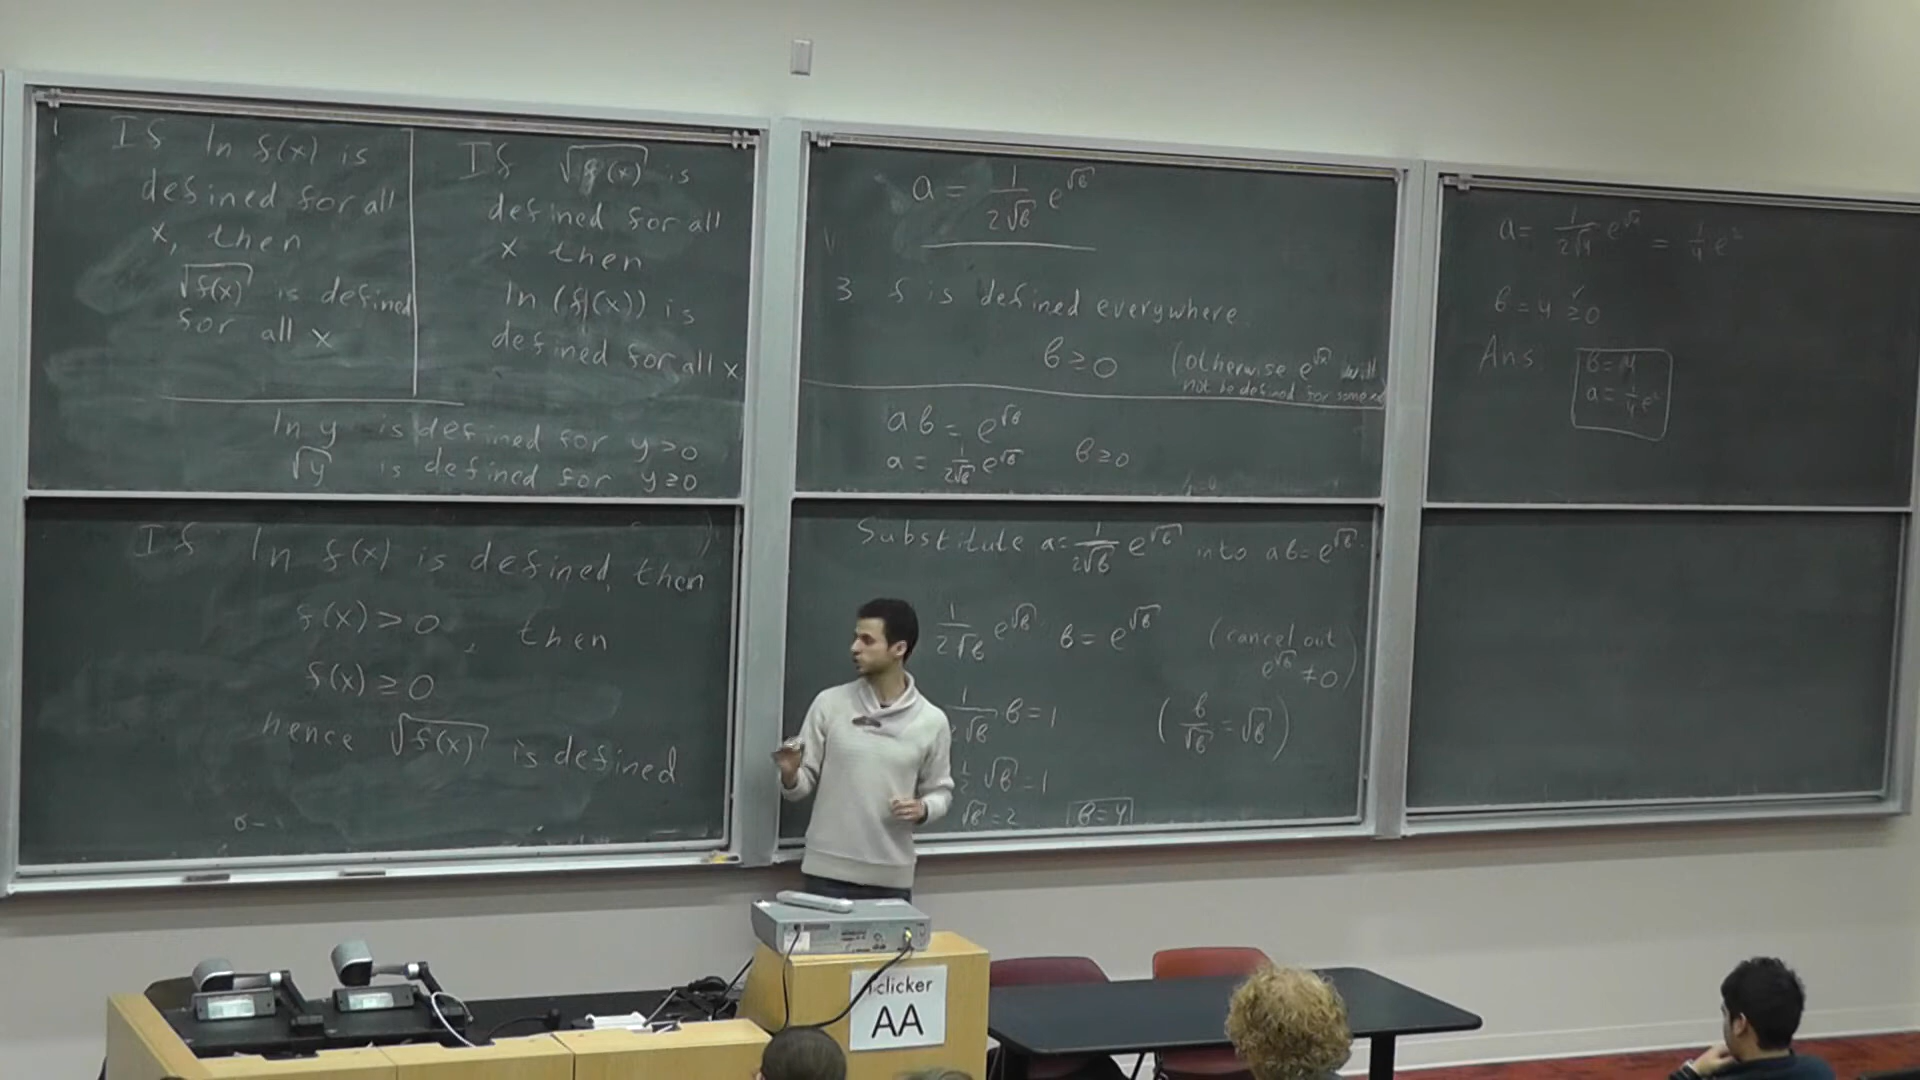 If ln f(x) is
defined for all
x, then
√f(x) is defined
for all x
If √f(x) is
defined for all
x then
ln (f(x)) is
defined for all x
ln y is defined for y>0
√y is defined for y≥0
If ln f(x) is defined, then
f(x) > 0, then
f(x) ≥ 0
hence √f(x) is defined
a = 1/(2√b) e^√b
3 f is defined everywhere
b ≥ 0 (otherwise e^√x will
not be defined for some x)
ab = e^√b
a = 1/(2√b) e^√b b ≥ 0
Substitute a = 1/(2√b) e^√b into ab = e^√b
1/(2√b) e^√b · b = e^√b (cancel out
e^√b ≠ 0)
1/(2√b) b = 1 (b/√b = √b)
1/2 √b = 1
√b = 2 b = 4
a = 1/(2√4) e^√4 = 1/4 e^2
b = 4 ≥ 0 ✓
Ans b = 4
a = 1/4 e^2
iclicker
AA